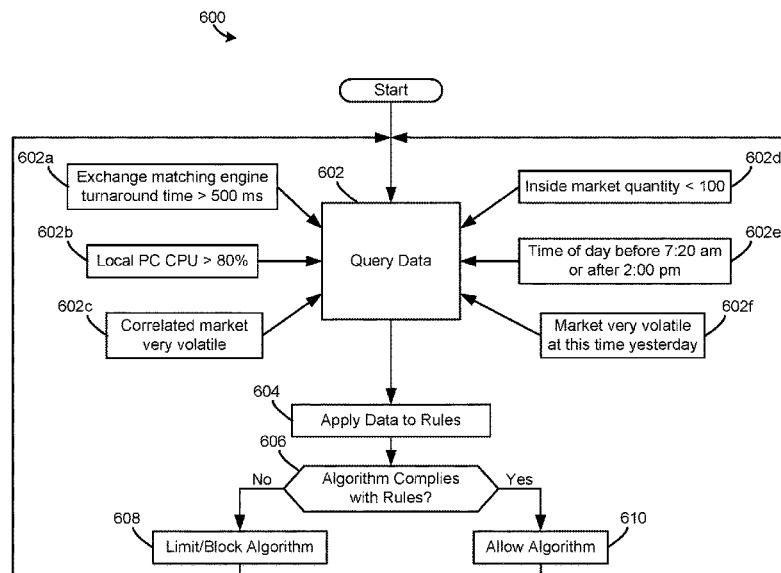 600
Start
602a
Exchange matching engine
turnaround time > 500 ms
602
602d
Inside market quantity < 100
602b
Local PC CPU > 80%
Query Data
602e
Time of day before 7:20 am
or after 2:00 pm
602c
Correlated market
very volatile
602f
Market very volatile
at this time yesterday
604
Apply Data to Rules
606
No
Algorithm Complies
with Rules?
Yes
608
Limit/Block Algorithm
610
Allow Algorithm